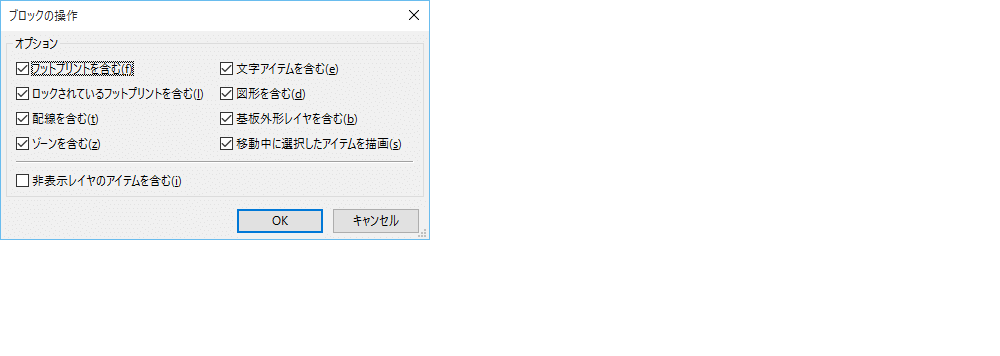 ブロックの操作
オプション
フットプリントを含む(f)
文字アイテムを含む(e)
ロックされているフットプリントを含む(l)
図形を含む(d)
配線を含む(t)
基板外形レイヤを含む(b)
ゾーンを含む(z)
移動中に選択したアイテムを描画(s)
非表示レイヤのアイテムを含む(i)
OK
キャンセル